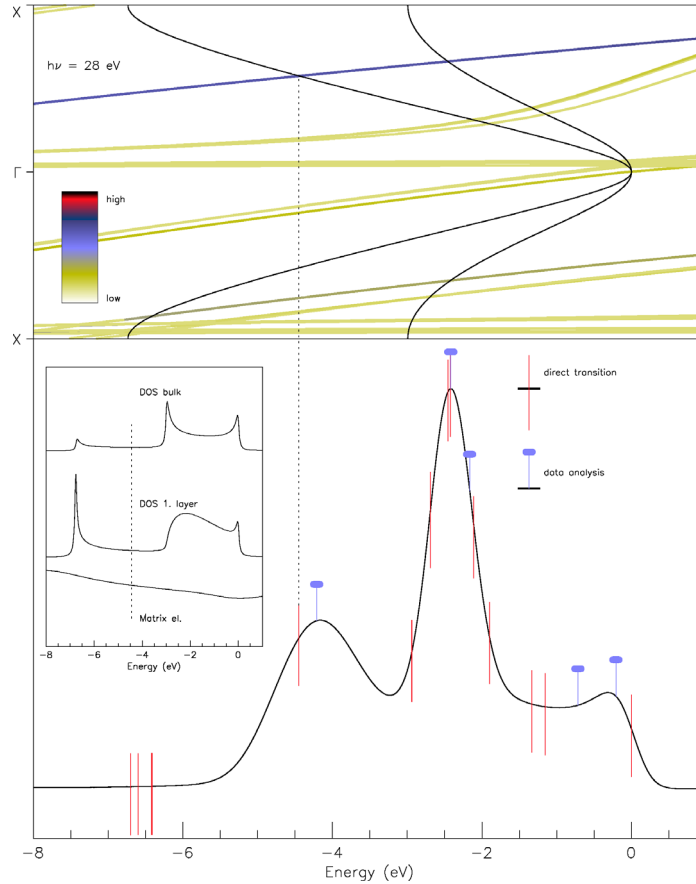 X
hν = 28 eV
Γ
high
low
X
DOS bulk
DOS 1. layer
Matrix el.
−8 −6 −4 −2 0
Energy (eV)
direct transition
data analysis
−8 −6 −4 −2 0
Energy (eV)